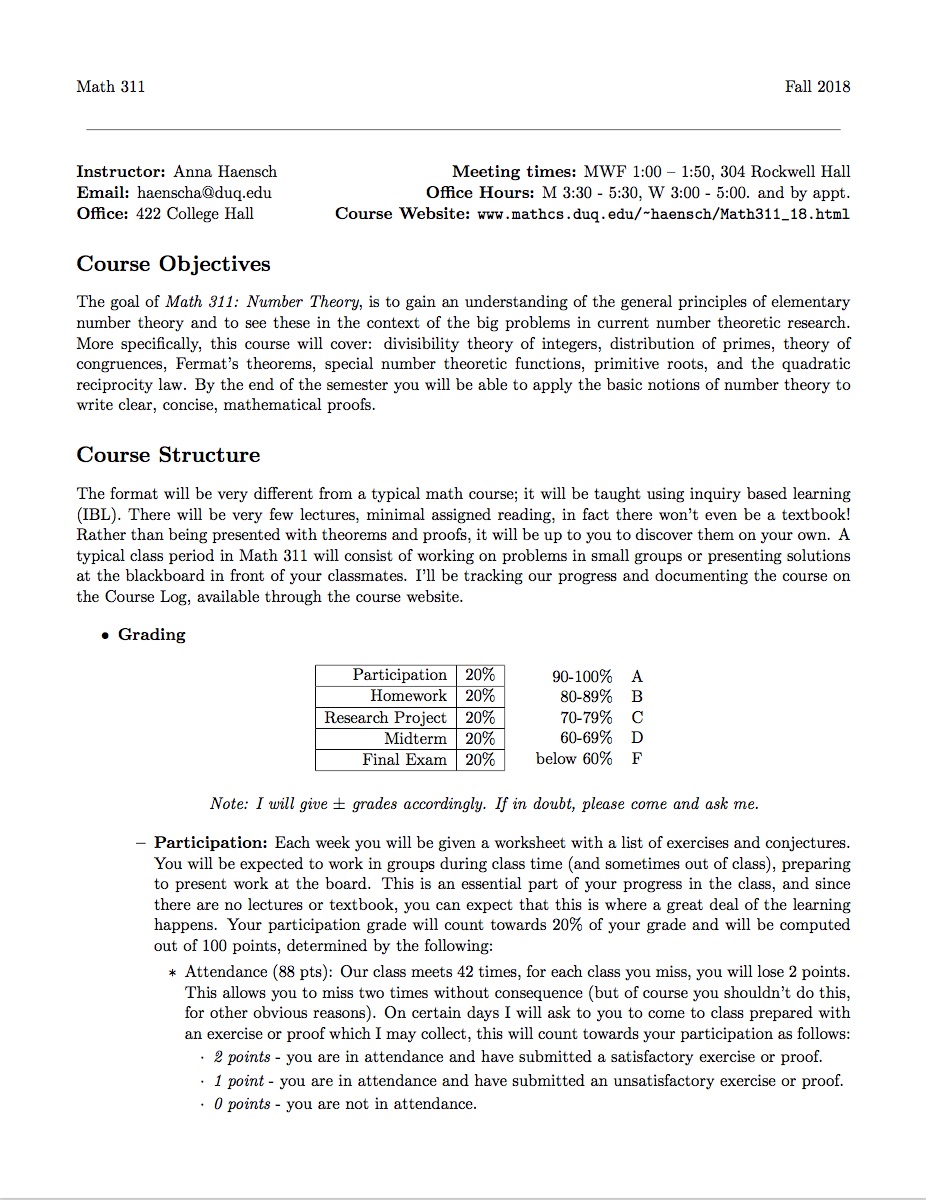 Math 311 Fall 2018
Instructor: Anna Haensch Meeting times: MWF 1:00 – 1:50, 304 Rockwell Hall
Email: haenscha@duq.edu Office Hours: M 3:30 - 5:30, W 3:00 - 5:00. and by appt.
Office: 422 College Hall Course Website: www.mathcs.duq.edu/~haensch/Math311_18.html
Course Objectives
The goal of Math 311: Number Theory, is to gain an understanding of the general principles of elementary
number theory and to see these in the context of the big problems in current number theoretic research.
More specifically, this course will cover: divisibility theory of integers, distribution of primes, theory of
congruences, Fermat's theorems, special number theoretic functions, primitive roots, and the quadratic
reciprocity law. By the end of the semester you will be able to apply the basic notions of number theory to
write clear, concise, mathematical proofs.
Course Structure
The format will be very different from a typical math course; it will be taught using inquiry based learning
(IBL). There will be very few lectures, minimal assigned reading, in fact there won't even be a textbook!
Rather than being presented with theorems and proofs, it will be up to you to discover them on your own. A
typical class period in Math 311 will consist of working on problems in small groups or presenting solutions
at the blackboard in front of your classmates. I'll be tracking our progress and documenting the course on
the Course Log, available through the course website.
• Grading
Participation 20% 90-100% A
Homework 20% 80-89% B
Research Project 20% 70-79% C
Midterm 20% 60-69% D
Final Exam 20% below 60% F
Note: I will give ± grades accordingly. If in doubt, please come and ask me.
– Participation: Each week you will be given a worksheet with a list of exercises and conjectures.
You will be expected to work in groups during class time (and sometimes out of class), preparing
to present work at the board. This is an essential part of your progress in the class, and since
there are no lectures or textbook, you can expect that this is where a great deal of the learning
happens. Your participation grade will count towards 20% of your grade and will be computed
out of 100 points, determined by the following:
* Attendance (88 pts): Our class meets 42 times, for each class you miss, you will lose 2 points.
This allows you to miss two times without consequence (but of course you shouldn't do this,
for other obvious reasons). On certain days I will ask to you to come to class prepared with
an exercise or proof which I may collect, this will count towards your participation as follows:
· 2 points - you are in attendance and have submitted a satisfactory exercise or proof.
· 1 point - you are in attendance and have submitted an unsatisfactory exercise or proof.
· 0 points - you are not in attendance.